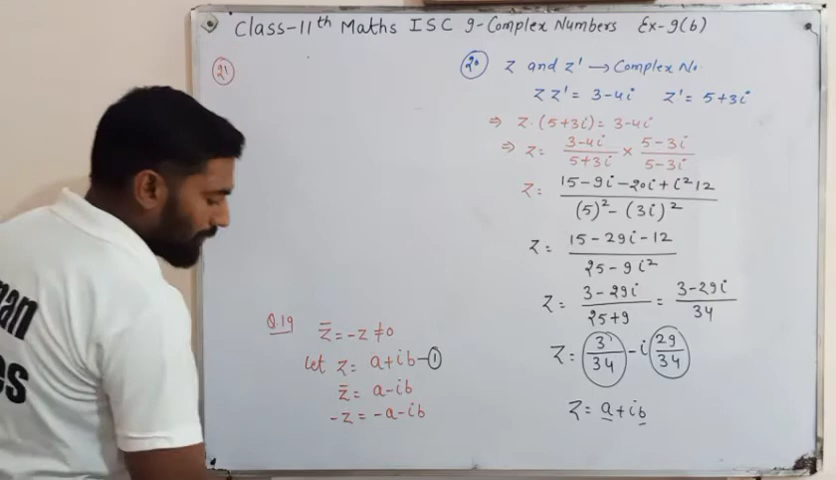 Class-11th Maths ISC 9-Complex Numbers Ex-9(b)
21
20 Z and Z' → Complex No.
ZZ' = 3-4i Z' = 5+3i
⇒ Z.(5+3i) = 3-4i
⇒ Z = 3-4i/5+3i × 5-3i/5-3i
Z = 15-9i-20i+i²12/(5)²-(3i)²
Z = 15-29i-12/25-9i²
Z = 3-29i/25+9 = 3-29i/34
Z = 3/34 - i 29/34
Z = a+ib
Q.19 z̄ = -z ≠ 0
let z = a+ib-①
z̄ = a-ib
-z = -a-ib